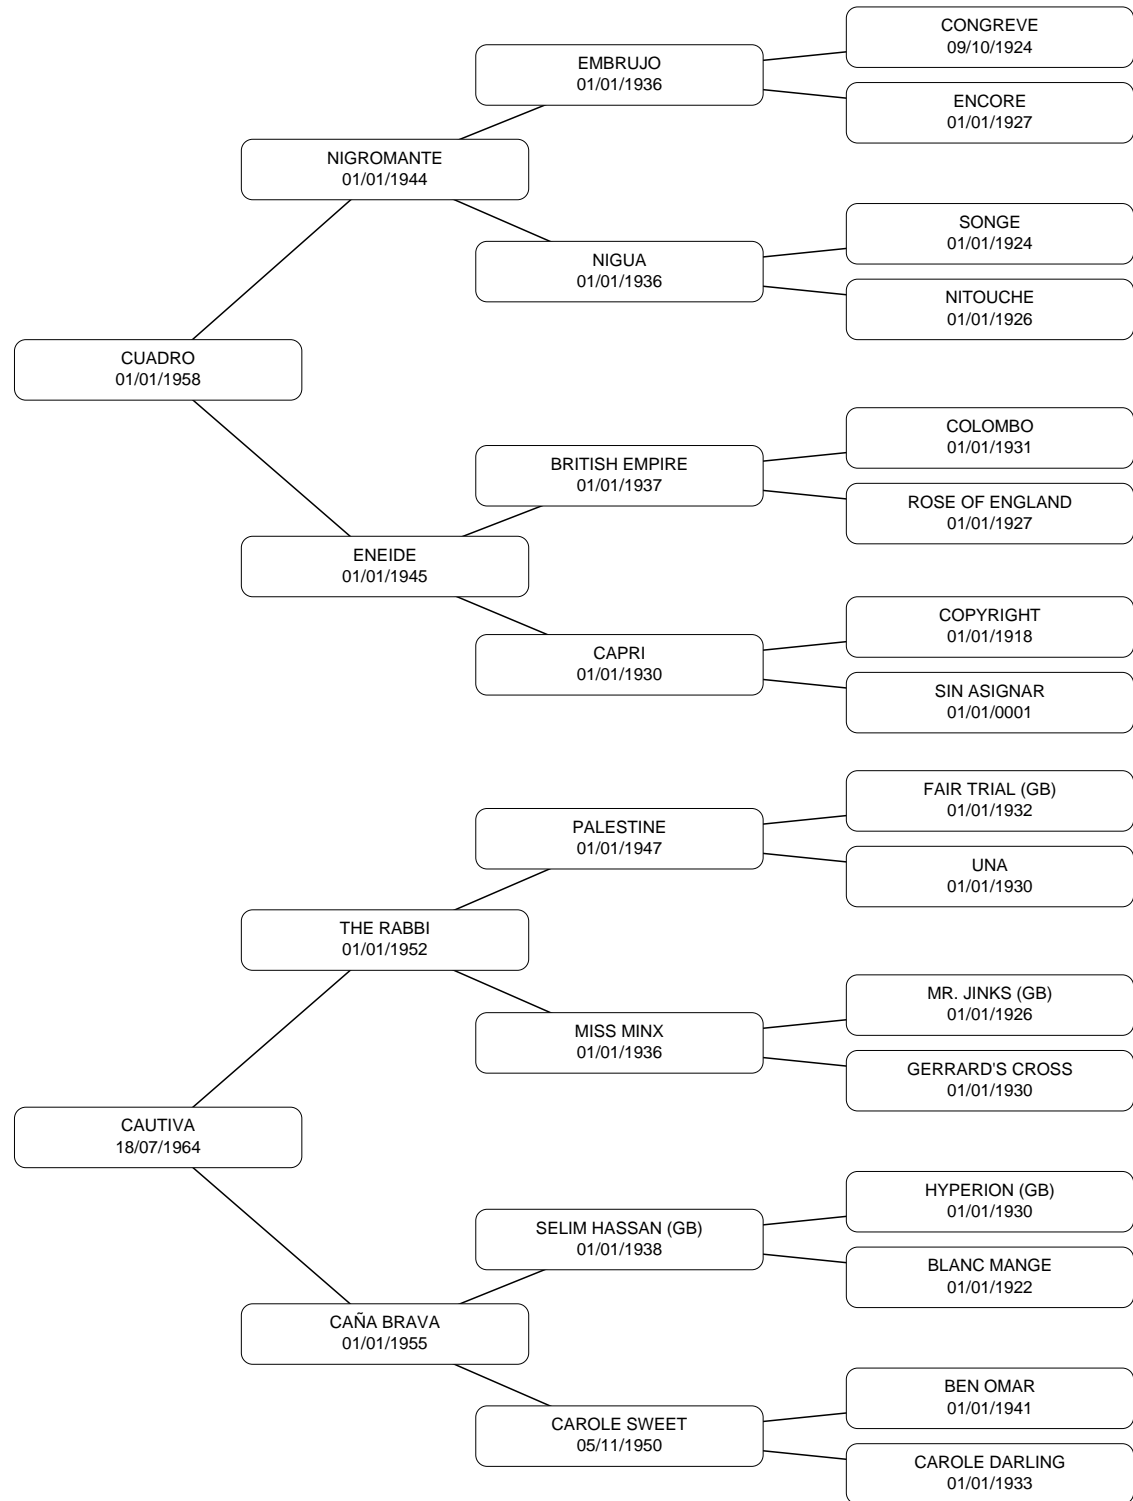 CONGREVE
09/10/1924
EMBRUJO
01/01/1936
ENCORE
01/01/1927
NIGROMANTE
01/01/1944
SONGE
01/01/1924
NIGUA
01/01/1936
NITOUCHE
01/01/1926
CUADRO
01/01/1958
COLOMBO
01/01/1931
BRITISH EMPIRE
01/01/1937
ROSE OF ENGLAND
01/01/1927
ENEIDE
01/01/1945
COPYRIGHT
01/01/1918
CAPRI
01/01/1930
SIN ASIGNAR
01/01/0001
FAIR TRIAL (GB)
01/01/1932
PALESTINE
01/01/1947
UNA
01/01/1930
THE RABBI
01/01/1952
MR. JINKS (GB)
01/01/1926
MISS MINX
01/01/1936
GERRARD'S CROSS
01/01/1930
CAUTIVA
18/07/1964
HYPERION (GB)
01/01/1930
SELIM HASSAN (GB)
01/01/1938
BLANC MANGE
01/01/1922
CAÑA BRAVA
01/01/1955
BEN OMAR
01/01/1941
CAROLE SWEET
05/11/1950
CAROLE DARLING
01/01/1933